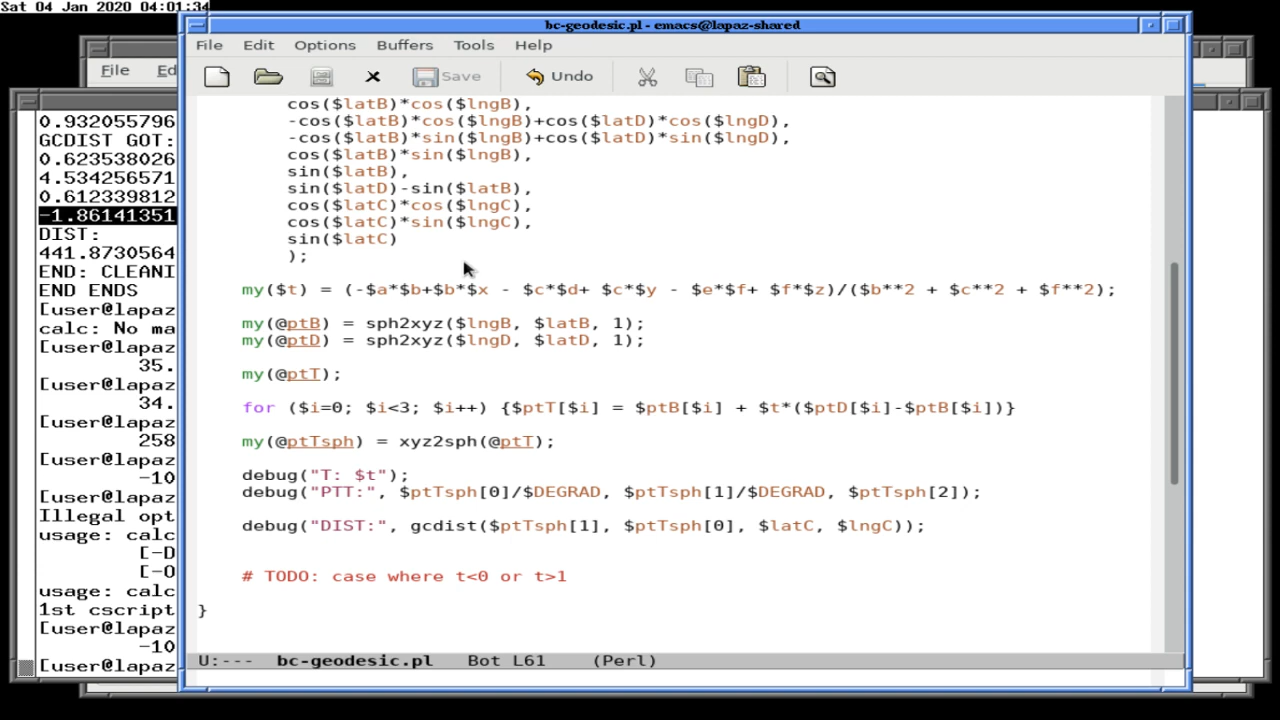 Sat 04 Jan 2020 04:01:34
bc-geodesic.pl - emacs@lapaz-shared
File Edit Options Buffers Tools Help
Save Undo
File
cos($latB)*cos($lngB),
-cos($latB)*cos($lngB)+cos($latD)*cos($lngD),
-cos($latB)*sin($lngB)+cos($latD)*sin($lngD),
cos($latB)*sin($lngB),
sin($latB),
sin($latD)-sin($latB),
cos($latC)*cos($lngC),
cos($latC)*sin($lngC),
sin($latC)
);
my($t) = (-$a*$b+$b*$x - $c*$d+ $c*$y - $e*$f+ $f*$z)/($b**2 + $c**2 + $f**2);
my(@ptB) = sph2xyz($lngB, $latB, 1);
my(@ptD) = sph2xyz($lngD, $latD, 1);
my(@ptT);
for ($i=0; $i<3; $i++) {$ptT[$i] = $ptB[$i] + $t*($ptD[$i]-$ptB[$i])}
my(@ptTsph) = xyz2sph(@ptT);
debug("T: $t");
debug("PTT:", $ptTsph[0]/$DEGRAD, $ptTsph[1]/$DEGRAD, $ptTsph[2]);
debug("DIST:", gcdist($ptTsph[1], $ptTsph[0], $latC, $lngC));
# TODO: case where t<0 or t>1
}
U:--- bc-geodesic.pl Bot L61 (Perl)
0.932055796
GCDIST GOT:
0.623538026
4.534256571
0.612339812
-1.86141351
DIST:
441.8730564
END: CLEANI
END ENDS
[user@lapaz
calc: No ma
[user@lapaz
35.
[user@lapaz
34.
[user@lapaz
258
[user@lapaz
-10
[user@lapaz
Illegal opt
usage: calc
[-D
[-O
usage: calc
1st cscript
[user@lapaz
-10
[user@lapaz